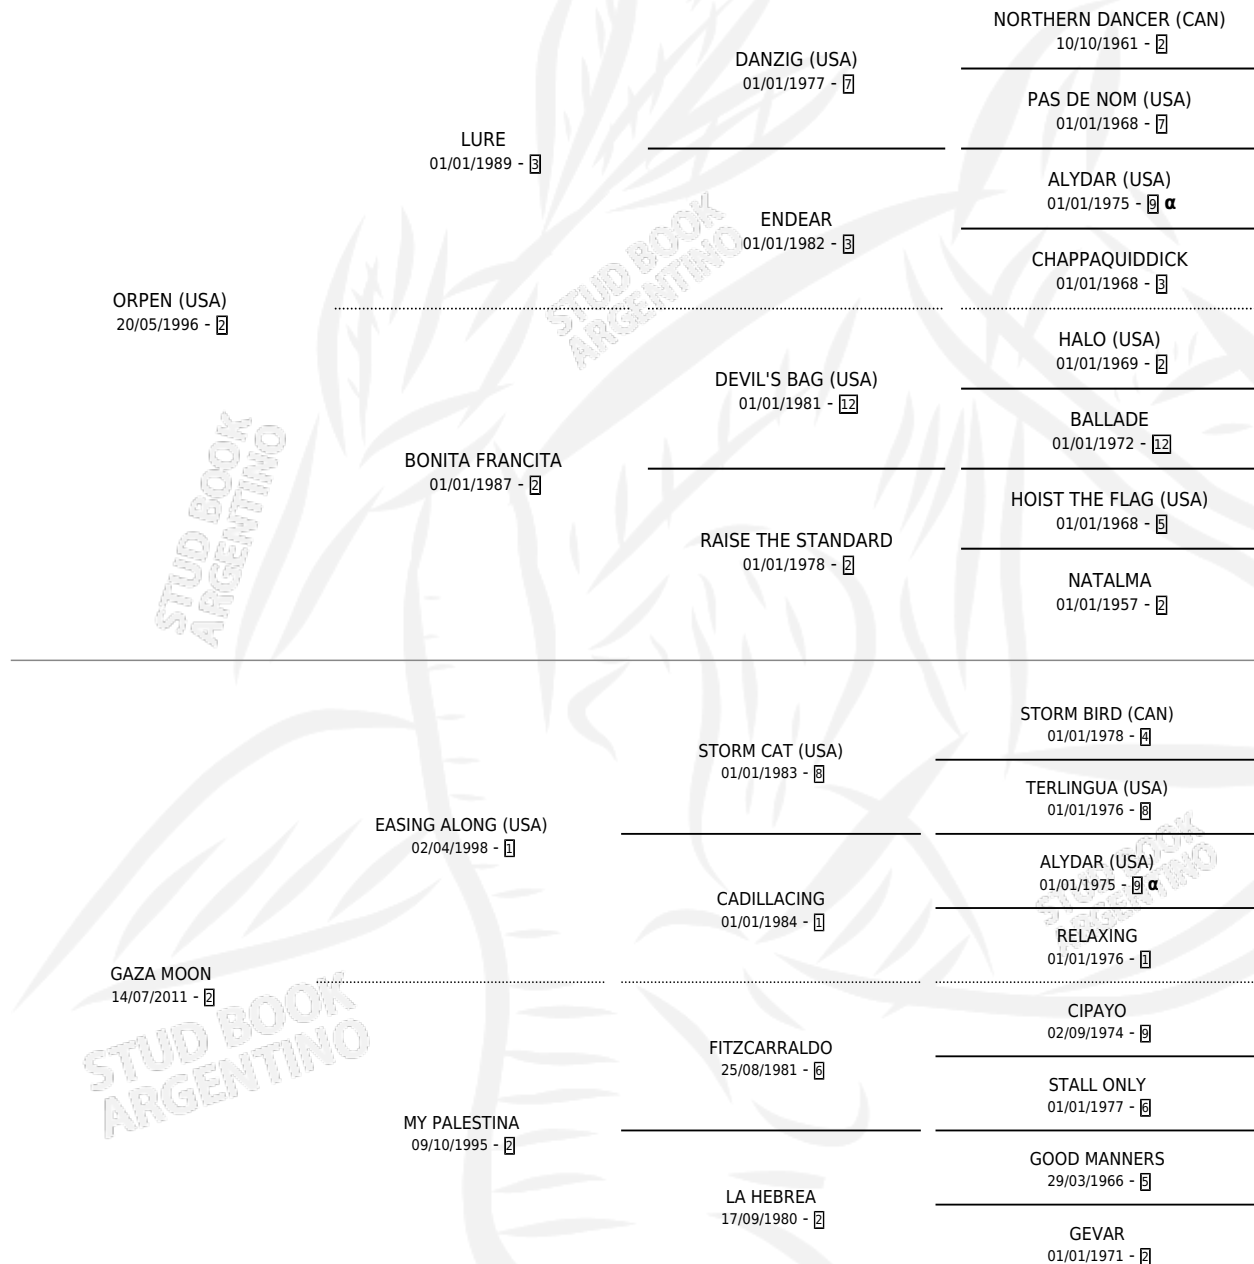 NORTHERN DANCER (CAN)
10/10/1961 - 2
DANZIG (USA)
01/01/1977 - 7
PAS DE NOM (USA)
01/01/1968 - 7
LURE
01/01/1989 - 3
ALYDAR (USA)
01/01/1975 - 9 α
ENDEAR
01/01/1982 - 3
CHAPPAQUIDDICK
01/01/1968 - 3
ORPEN (USA)
20/05/1996 - 2
HALO (USA)
01/01/1969 - 2
DEVIL'S BAG (USA)
01/01/1981 - 12
BALLADE
01/01/1972 - 12
BONITA FRANCITA
01/01/1987 - 2
HOIST THE FLAG (USA)
01/01/1968 - 5
RAISE THE STANDARD
01/01/1978 - 2
NATALMA
01/01/1957 - 2
STORM BIRD (CAN)
01/01/1978 - 4
STORM CAT (USA)
01/01/1983 - 8
TERLINGUA (USA)
01/01/1976 - 8
EASING ALONG (USA)
02/04/1998 - 1
ALYDAR (USA)
01/01/1975 - 9 α
CADILLACING
01/01/1984 - 1
RELAXING
01/01/1976 - 1
GAZA MOON
14/07/2011 - 2
CIPAYO
02/09/1974 - 9
FITZCARRALDO
25/08/1981 - 6
STALL ONLY
01/01/1977 - 6
MY PALESTINA
09/10/1995 - 2
GOOD MANNERS
29/03/1966 - 5
LA HEBREA
17/09/1980 - 2
GEVAR
01/01/1971 - 2
STUD BOOK
ARGENTINO
STUD BOOK
ARGENTINO
STUD BOOK
ARGENTINO
STUD BOOK
ARGENTINO